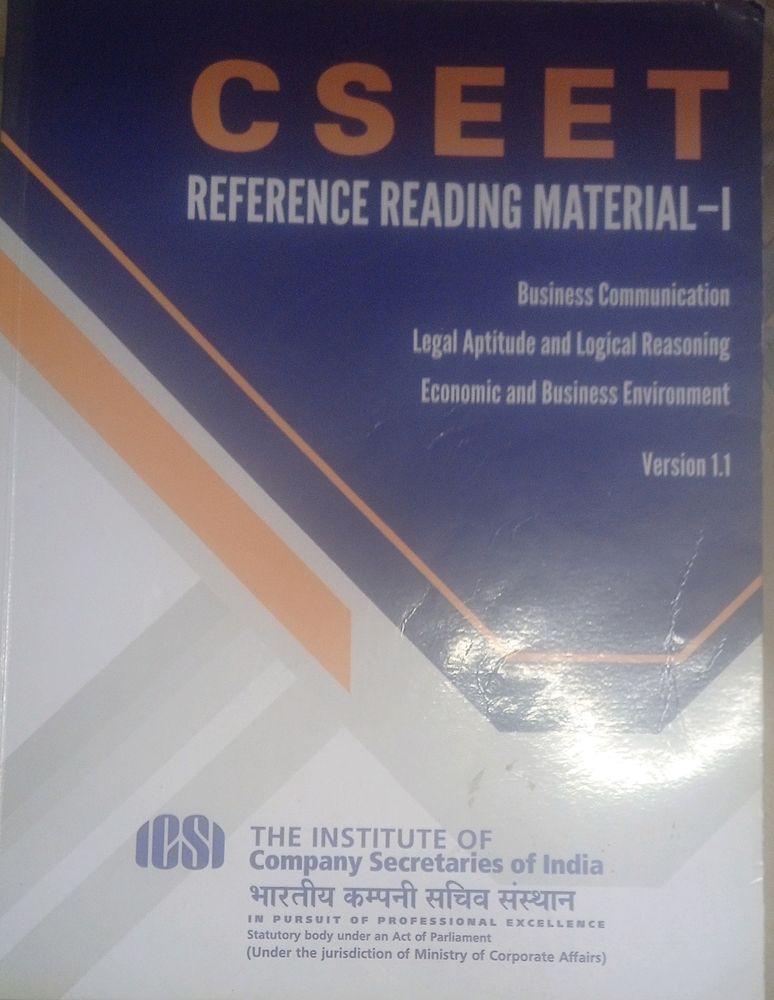 CSEET
REFERENCE READING MATERIAL–I
Business Communication
Legal Aptitude and Logical Reasoning
Economic and Business Environment
Version 1.1
ICSI
THE INSTITUTE OF
Company Secretaries of India
भारतीय कम्पनी सचिव संस्थान
IN PURSUIT OF PROFESSIONAL EXCELLENCE
Statutory body under an Act of Parliament
(Under the jurisdiction of Ministry of Corporate Affairs)